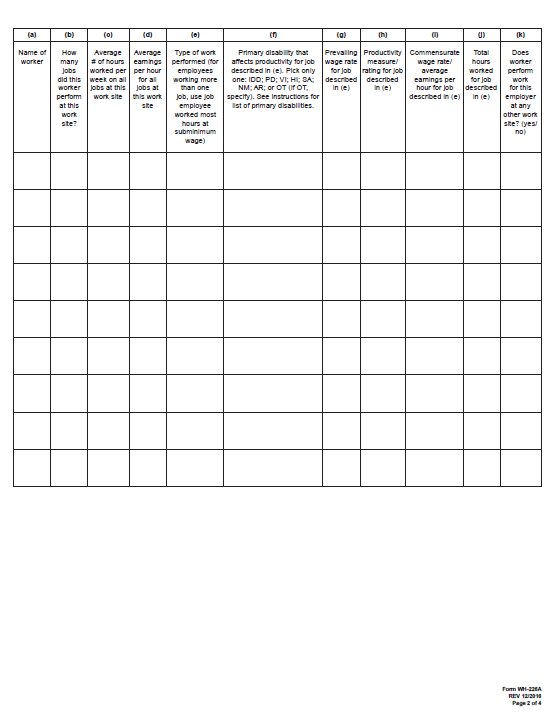 (a) (b) (c) (d) (e) (f) (g) (h) (i) (j) (k)
Name of
worker
How
many
jobs
did this
worker
perform
at this
work
site?
Average
# of hours
worked per
week on all
jobs at this
work site
Average
earnings
per hour
for all
jobs at
this work
site
Type of work
performed (for
employees
working more
than one
job, use job
employee
worked most
hours at
subminimum
wage)
Primary disability that
affects productivity for job
described in (e). Pick only
one: IDD; PD; VI; HI; SA;
NM; AR; or OT (if OT,
specify). See instructions for
list of primary disabilities.
Prevailing
wage rate
for job
described
in (e)
Productivity
measure/
rating for job
described
in (e)
Commensurate
wage rate/
average
earnings per
hour for job
described in (e)
Total
hours
worked
for job
described
in (e)
Does
worker
perform
work
for this
employer
at any
other work
site? (yes/
no)
Form WH-226A
REV 12/2016
Page 2 of 4